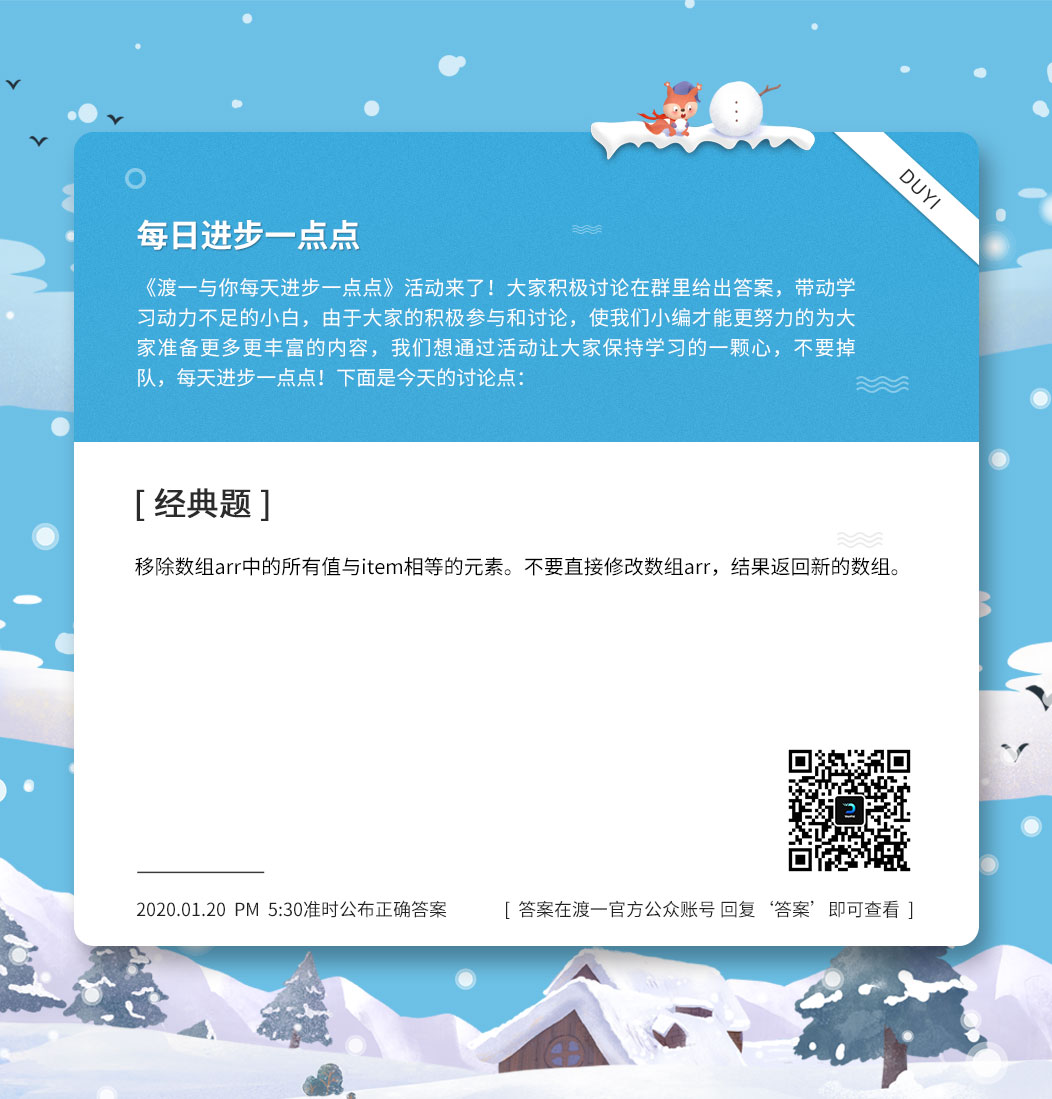 DUYI
每日进步一点点
《渡一与你每天进步一点点》活动来了！大家积极讨论在群里给出答案，带动学
习动力不足的小白，由于大家的积极参与和讨论，使我们小编才能更努力的为大
家准备更多更丰富的内容，我们想通过活动让大家保持学习的一颗心，不要掉
队，每天进步一点点！下面是今天的讨论点：
[ 经典题 ]
移除数组arr中的所有值与item相等的元素。不要直接修改数组arr，结果返回新的数组。
2020.01.20 PM 5:30准时公布正确答案 [ 答案在渡一官方公众账号 回复‘答案’即可查看 ]